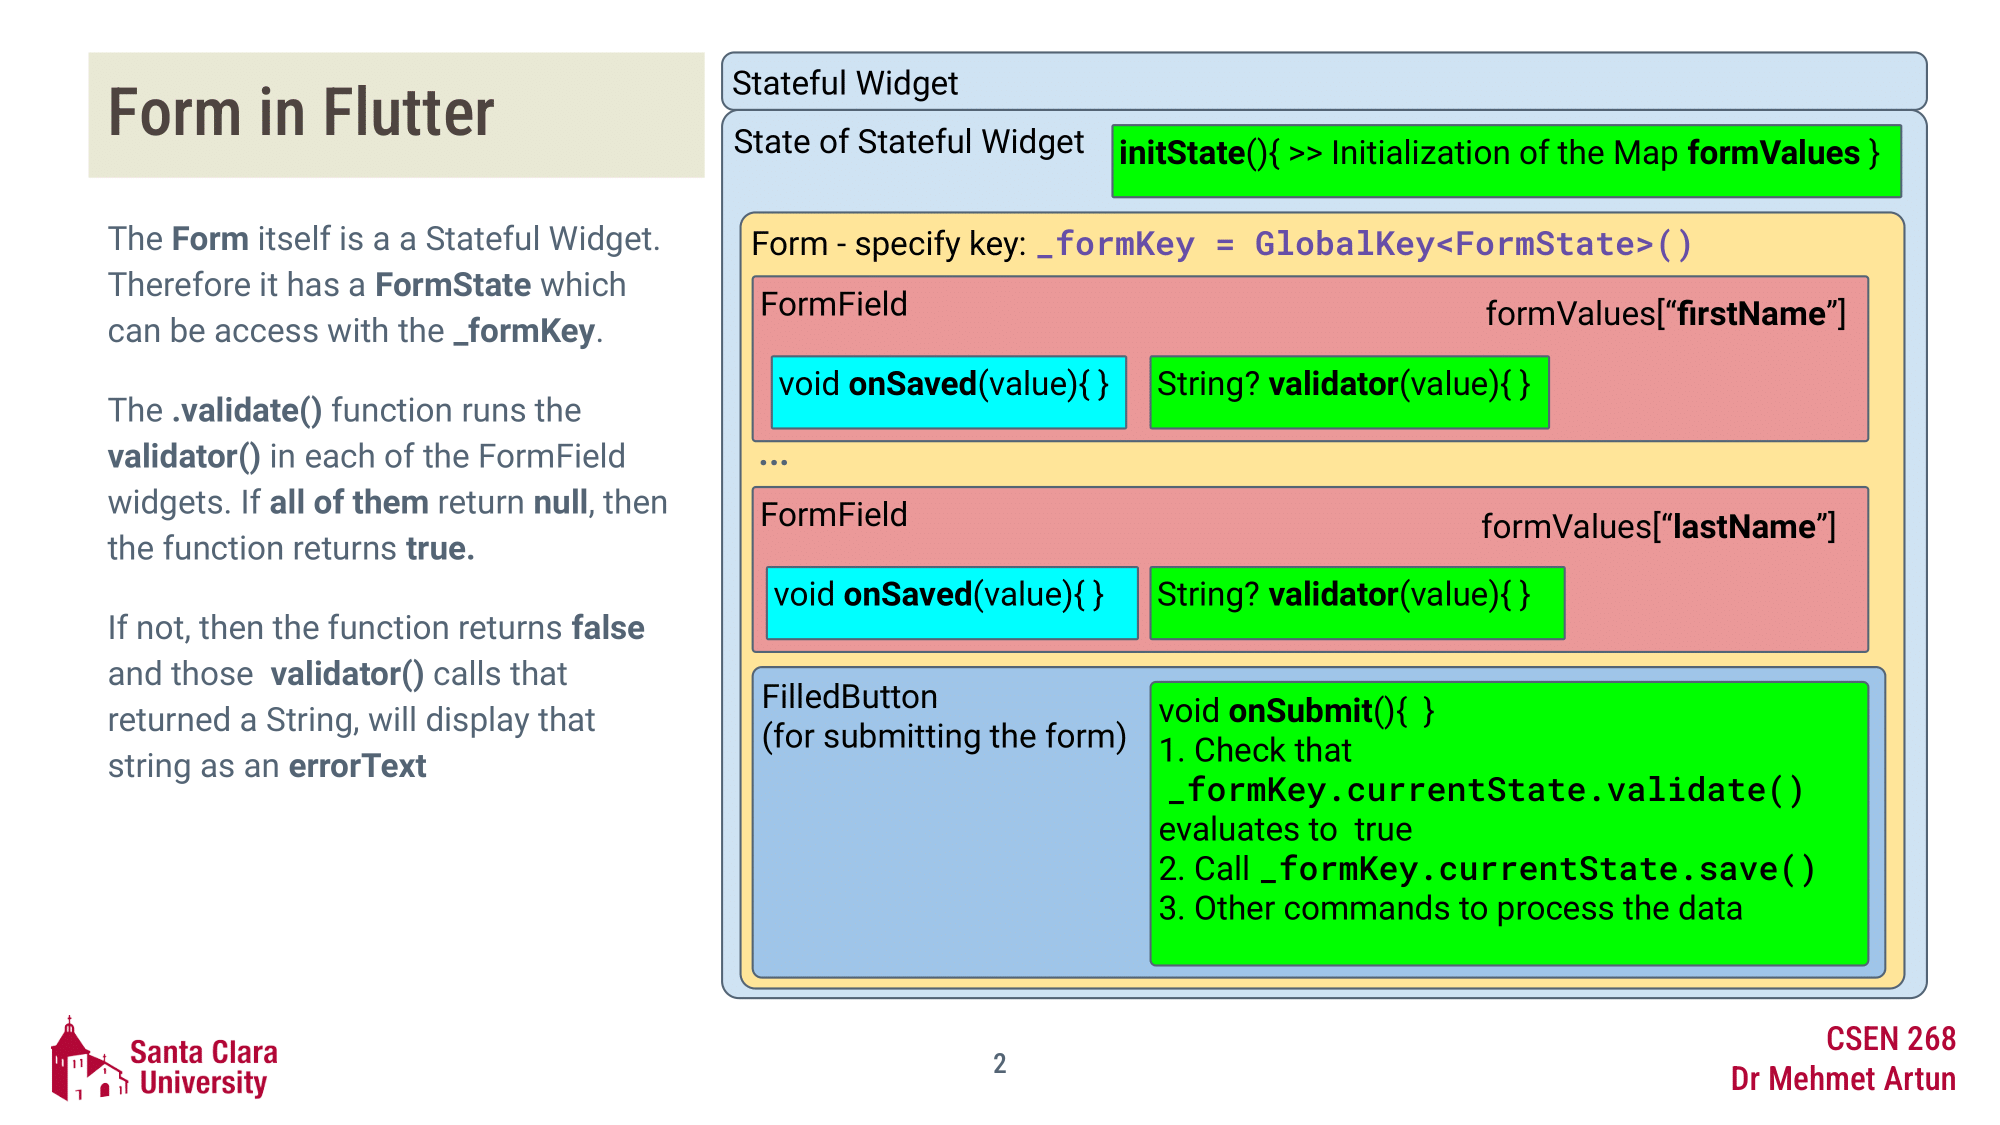 Form in Flutter
The Form itself is a a Stateful Widget.
Therefore it has a FormState which
can be access with the _formKey.
The .validate() function runs the
validator() in each of the FormField
widgets. If all of them return null, then
the function returns true.
If not, then the function returns false
and those  validator() calls that
returned a String, will display that
string as an errorText
Stateful Widget
State of Stateful Widget
initState(){ >> Initialization of the Map formValues }
Form - specify key: _formKey = GlobalKey<FormState>()
FormField
formValues[“firstName”]
void onSaved(value){ }
String? validator(value){ }
...
FormField
formValues[“lastName”]
void onSaved(value){ }
String? validator(value){ }
FilledButton
(for submitting the form)
void onSubmit(){  }
1. Check that
_formKey.currentState.validate()
evaluates to  true
2. Call _formKey.currentState.save()
3. Other commands to process the data
Santa Clara
University
2
CSEN 268
Dr Mehmet Artun